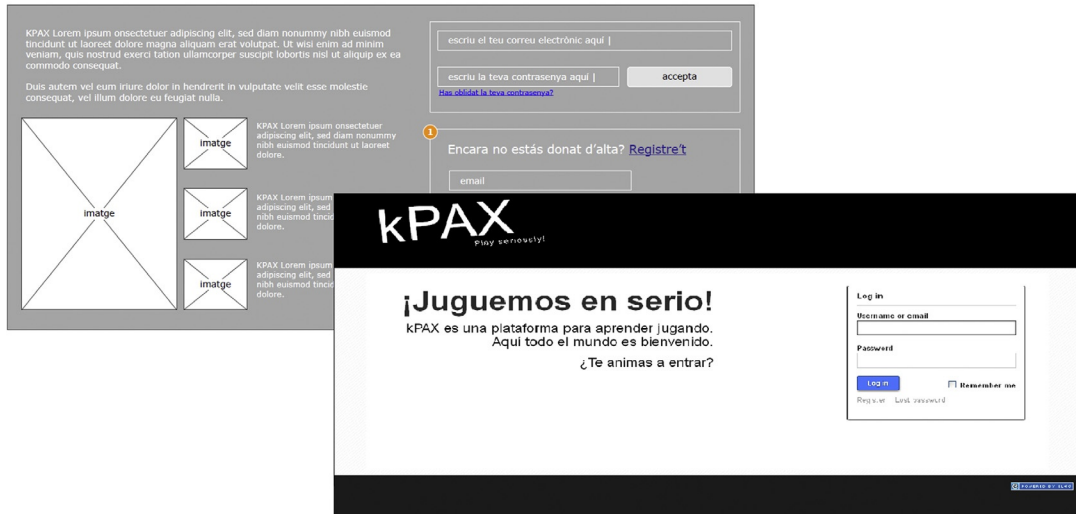 KPAX Lorem ipsum onsectetuer adipiscing elit, sed diam nonummy nibh euismod
tincidunt ut laoreet dolore magna aliquam erat volutpat. Ut wisi enim ad minim
veniam, quis nostrud exerci tation ullamcorper suscipit lobortis nisl ut aliquip ex ea
commodo consequat.
Duis autem vel eum iriure dolor in hendrerit in vulputate velit esse molestie
consequat, vel illum dolore eu feugiat nulla.
imatge
imatge
KPAX Lorem ipsum onsectetuer
adipiscing elit, sed diam nonummy
nibh euismod tincidunt ut laoreet
dolore.
imatge
KPAX Lorem ipsum
adipiscing elit, sed
nibh euismod
dolore.
imatge
KPAX Lorem ipsum
adipiscing elit, sed
nibh euismod
dolore.
escriu el teu correu electrònic aquí |
escriu la teva contrasenya aquí |
accepta
Has oblidat la teva contrasenya?
1
Encara no estás donat d'alta? Registre't
email
kPAX
Play seriously!
¡Juguemos en serio!
kPAX es una plataforma para aprender jugando.
Aqui todo el mundo es bienvenido.
¿Te animas a entrar?
Log in
Username or email
Password
Log in
Remember me
Register Lost password
POWERED BY ELGG